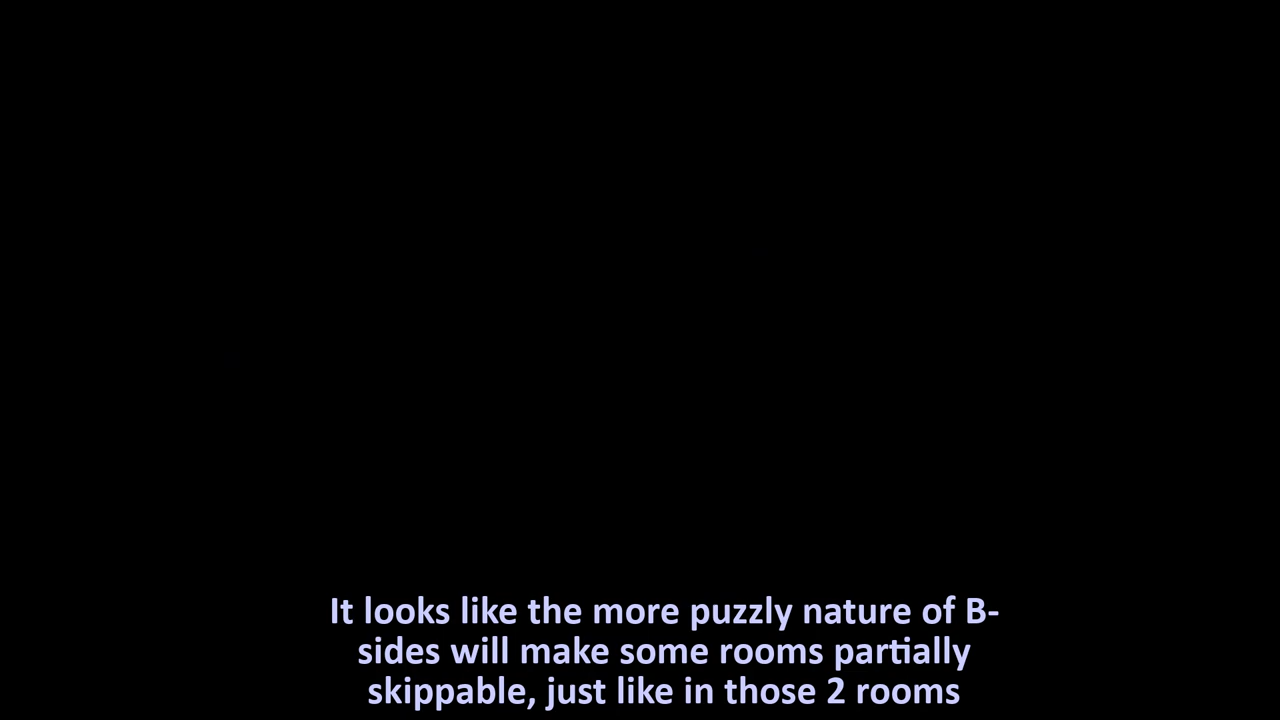 It looks like the more puzzly nature of B-
sides will make some rooms partially
skippable, just like in those 2 rooms